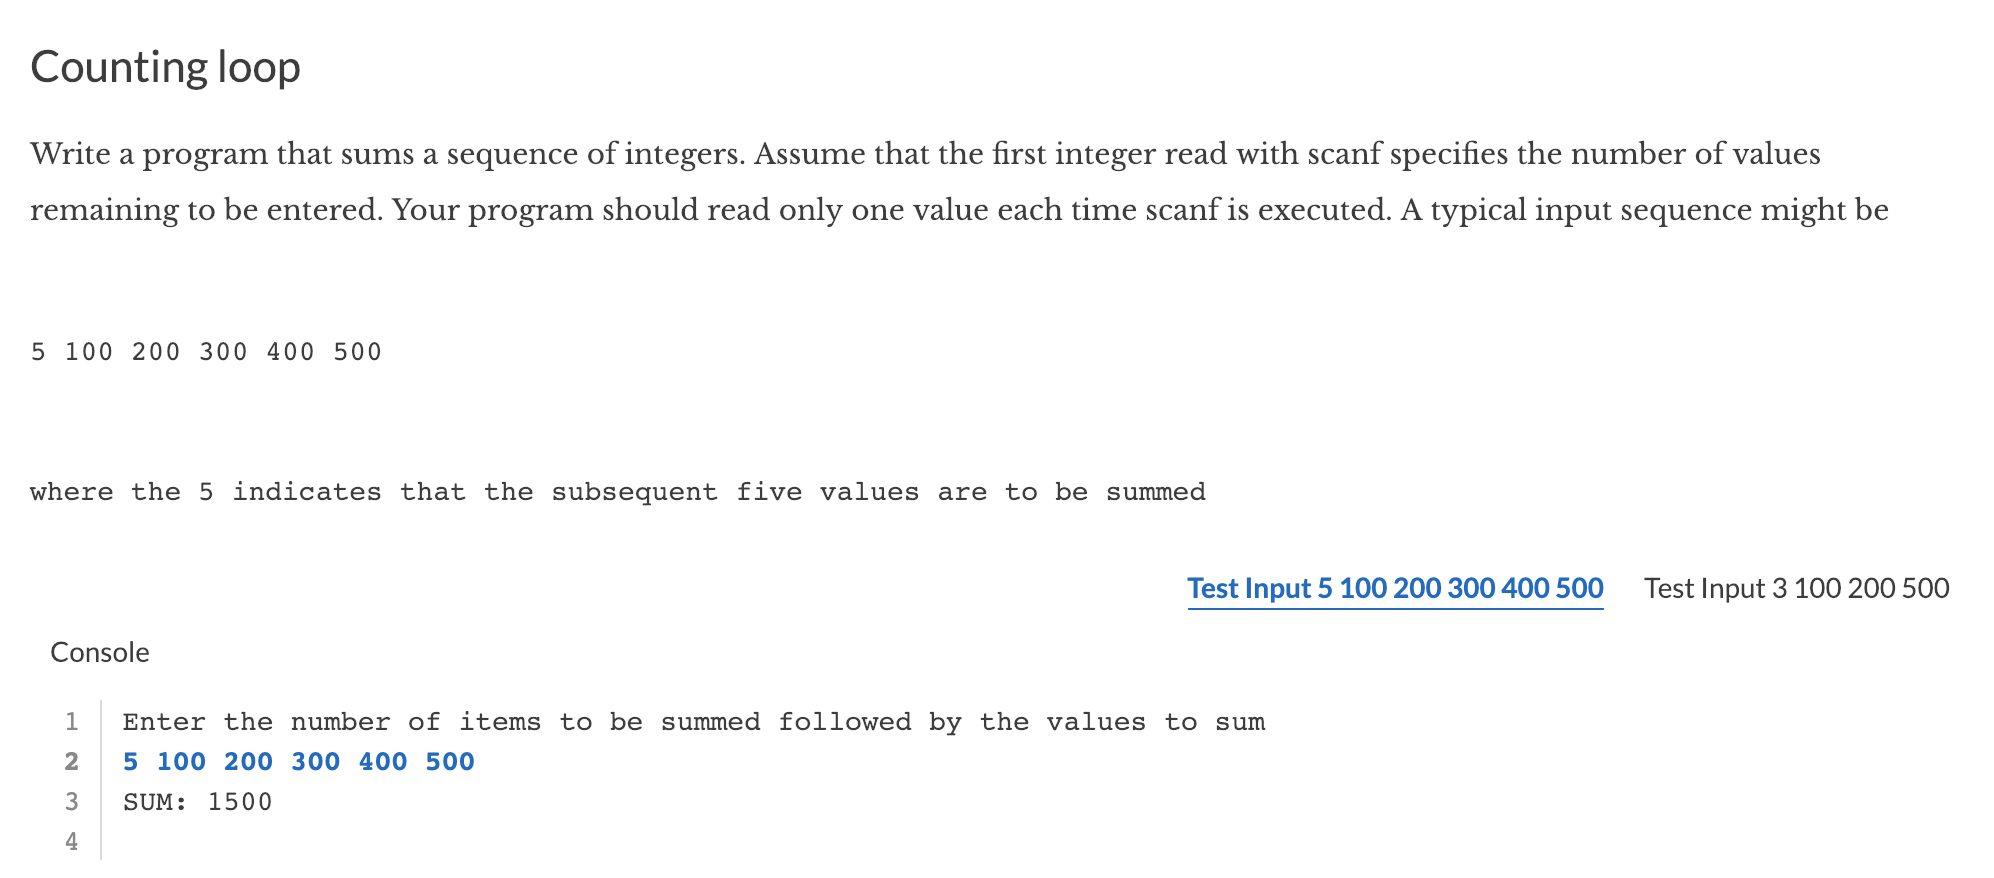 Counting loop
Write a program that sums a sequence of integers. Assume that the first integer read with scanf specifies the number of values
remaining to be entered. Your program should read only one value each time scanf is executed. A typical input sequence might be
5 100 200 300 400 500
where the 5 indicates that the subsequent five values are to be summed
Test Input 5 100 200 300 400 500 Test Input 3 100 200 500
Console
1 Enter the number of items to be summed followed by the values to sum
2 5 100 200 300 400 500
3 SUM: 1500
4